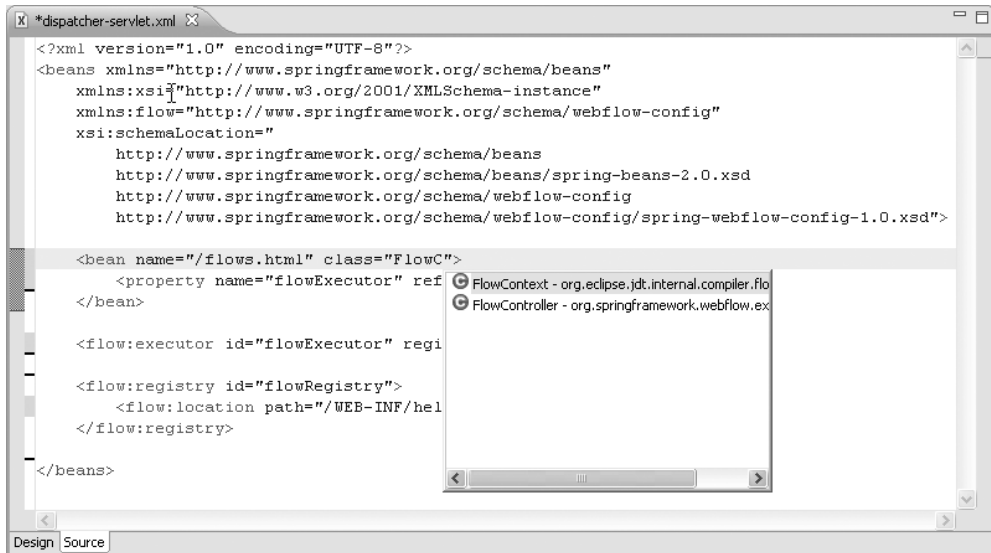 *dispatcher-servlet.xml
<?xml version="1.0" encoding="UTF-8"?>
<beans xmlns="http://www.springframework.org/schema/beans"
xmlns:xsi="http://www.w3.org/2001/XMLSchema-instance"
xmlns:flow="http://www.springframework.org/schema/webflow-config"
xsi:schemaLocation="
http://www.springframework.org/schema/beans
http://www.springframework.org/schema/beans/spring-beans-2.0.xsd
http://www.springframework.org/schema/webflow-config
http://www.springframework.org/schema/webflow-config/spring-webflow-config-1.0.xsd">
<bean name="/flows.html" class="FlowC">
<property name="flowExecutor" ref
FlowContext - org.eclipse.jdt.internal.compiler.flo
</bean>
FlowController - org.springframework.webflow.ex
<flow:executor id="flowExecutor" regi
<flow:registry id="flowRegistry">
<flow:location path="/WEB-INF/hel
</flow:registry>
</beans>
Design Source